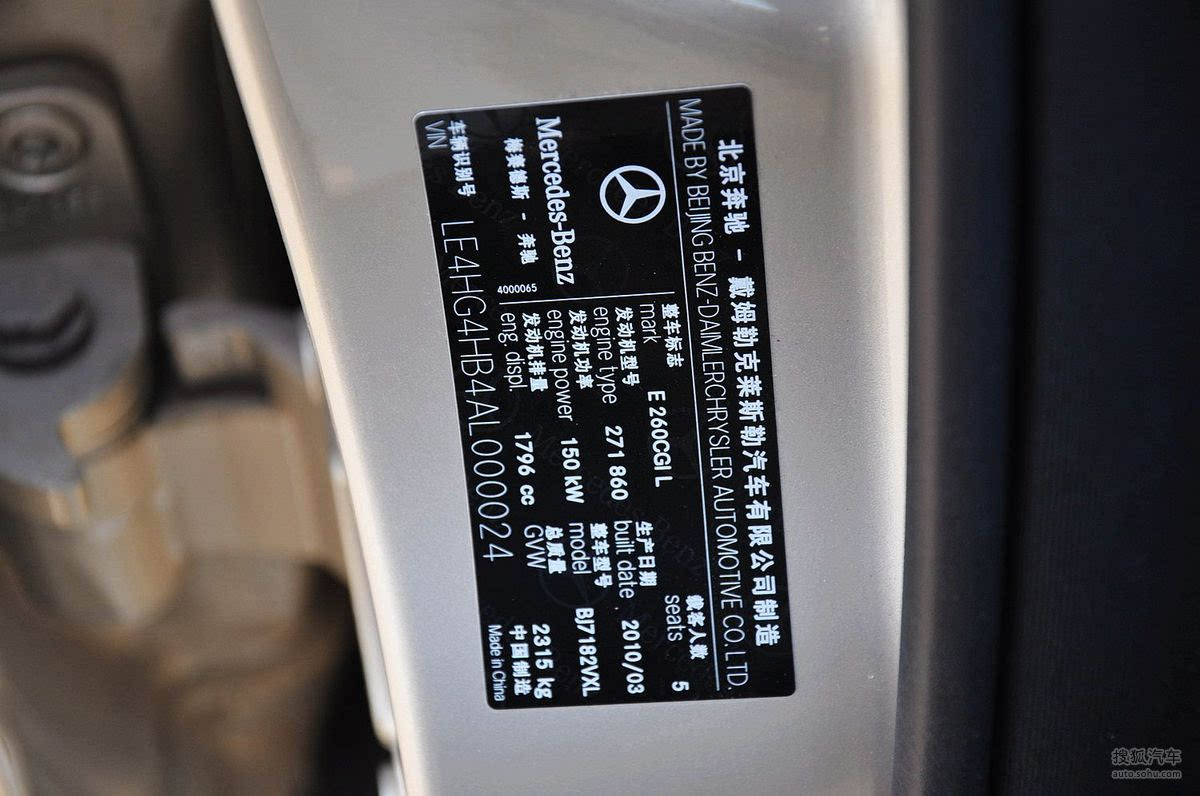 北京奔驰 - 戴姆勒克莱斯勒汽车有限公司制造
MADE BY BEIJING BENZ-DAIMLERCHRYSLER AUTOMOTIVE CO. LTD.
Mercedes-Benz
梅赛德斯 - 奔驰
4000065
载客人数
seats 5
整车标志
mark E 260CGI L
生产日期
built date 2010/03
发动机型号
engine type 271 860
整车型号
model BJ7182VXL
发动机功率
engine power 150 kW
总质量
GVW 2315 kg
发动机排量
eng. displ. 1796 cc
中国制造
Made in China
车辆识别号
VIN LE4HG4HB4AL000024
搜狐汽车
auto.sohu.com